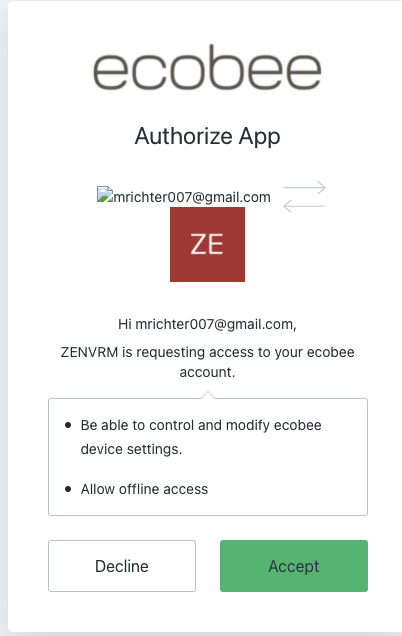 ecobee
Authorize App
mrichter007@gmail.com
ZE
Hi mrichter007@gmail.com,
ZENVRM is requesting access to your ecobee
account.
Be able to control and modify ecobee
device settings.
Allow offline access
Decline Accept